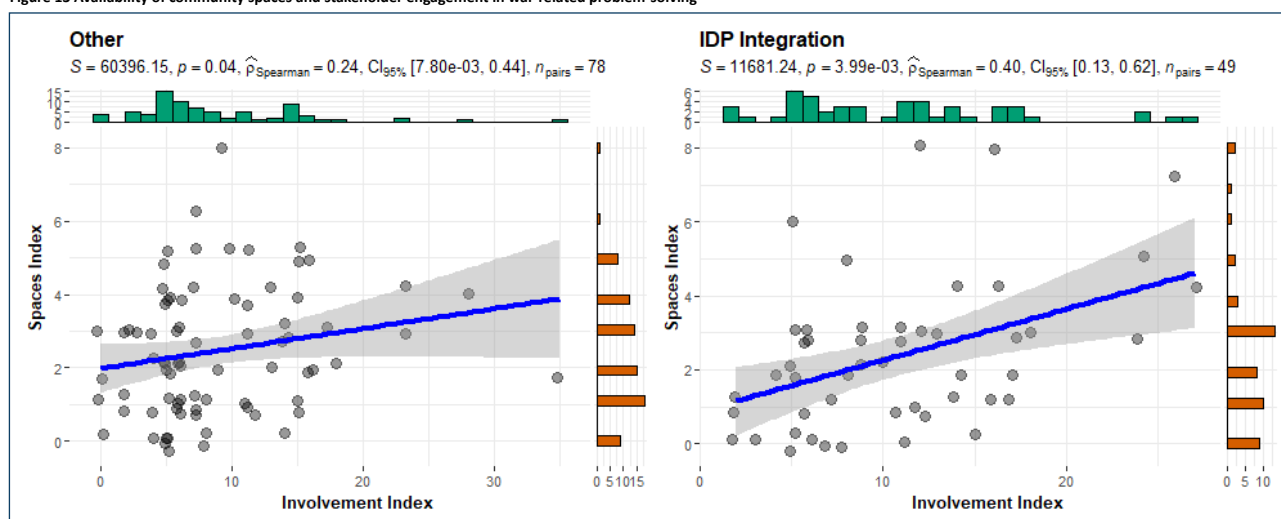 Figure 13 Availability of community spaces and stakeholder engagement in war-related problem-solving
Other
S = 60396.15, p = 0.04, ρ̂Spearman = 0.24, CI95% [7.80e-03, 0.44], npairs = 78
15
10
5
0
8
6
4
2
0
Spaces Index
0 10 20 30
Involvement Index
0 5 10 15
IDP Integration
S = 11681.24, p = 3.99e-03, ρ̂Spearman = 0.40, CI95% [0.13, 0.62], npairs = 49
6
4
2
0
8
6
4
2
0
Spaces Index
0 10 20
Involvement Index
0 5 10